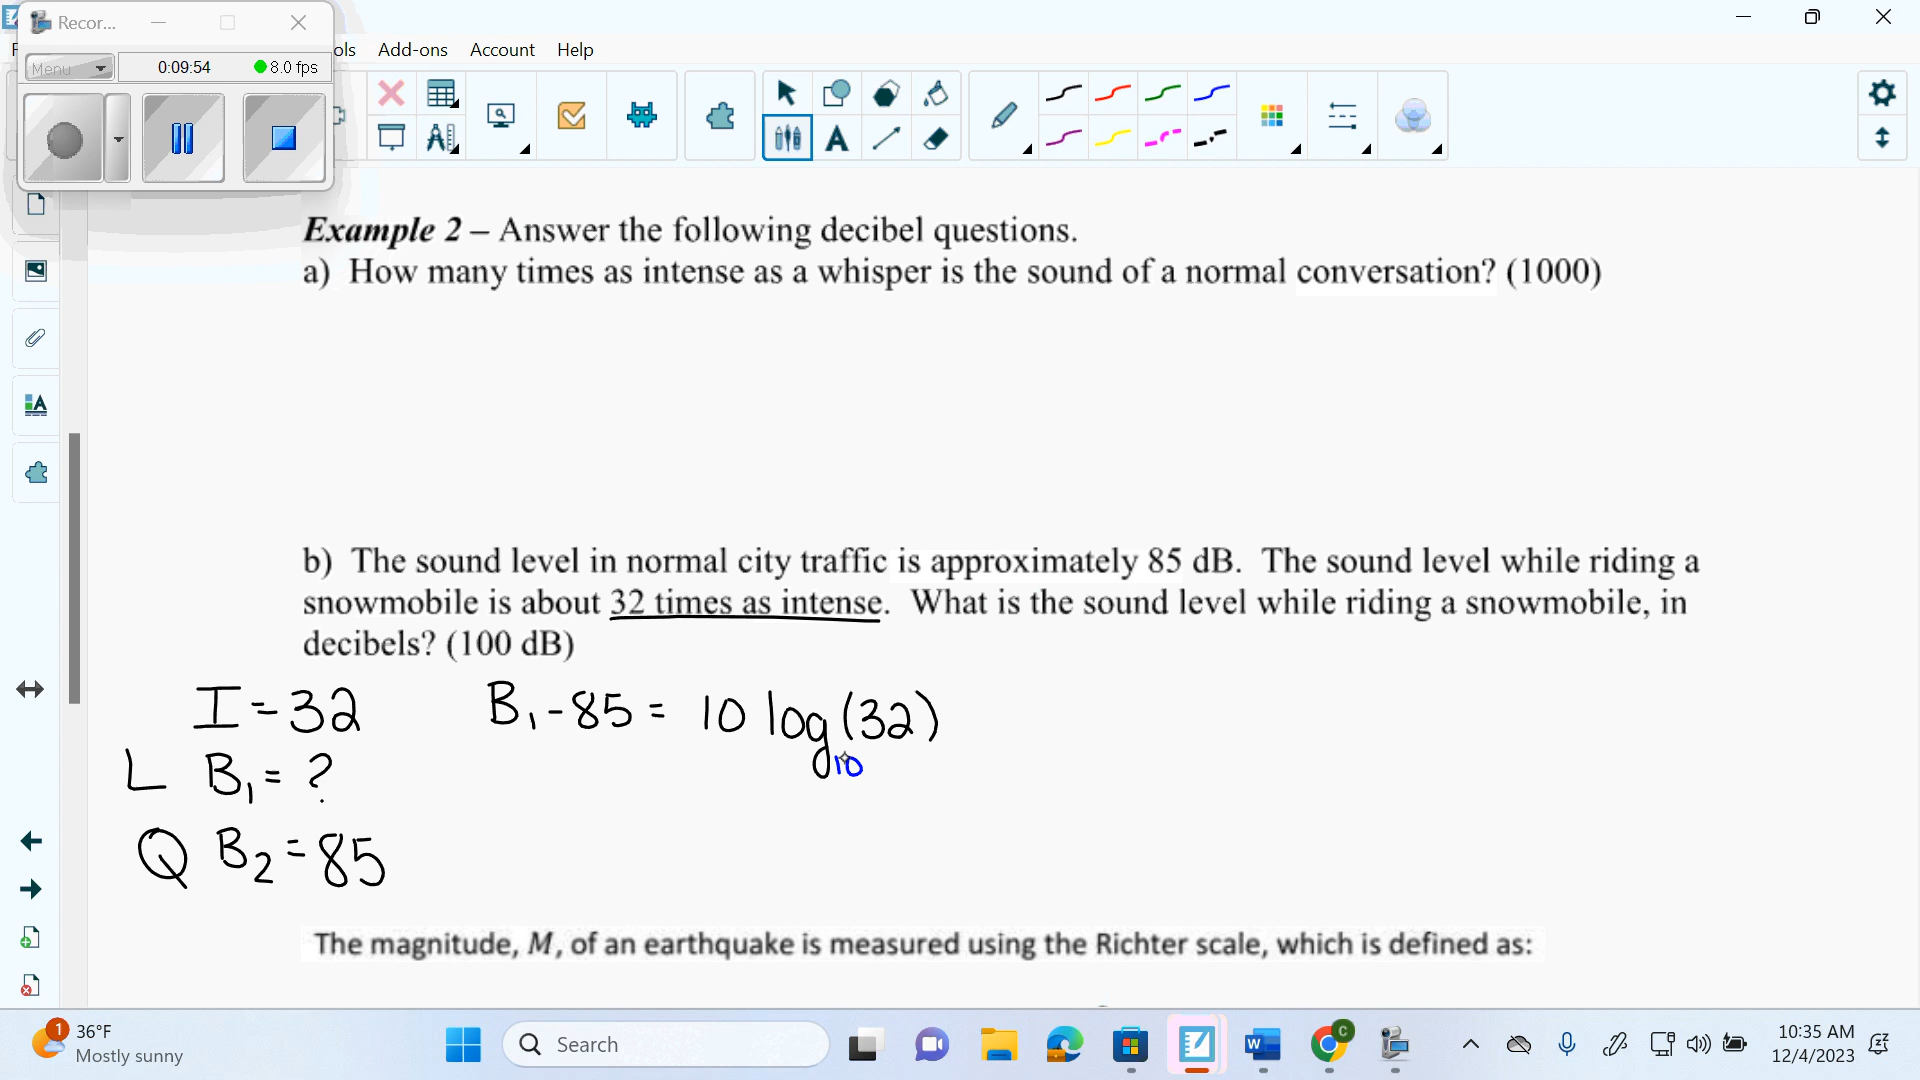 Recor...
Menu
0:09:54
8.0 fps
ols Add-ons Account Help
Example 2 – Answer the following decibel questions.
a) How many times as intense as a whisper is the sound of a normal conversation? (1000)
b) The sound level in normal city traffic is approximately 85 dB. The sound level while riding a
snowmobile is about 32 times as intense. What is the sound level while riding a snowmobile, in
decibels? (100 dB)
I = 32
B₁ - 85 = 10 log₁₀(32)
L B₁ = ?
Q B₂ = 85
The magnitude, M, of an earthquake is measured using the Richter scale, which is defined as:
1
36°F
Mostly sunny
Search
C
10:35 AM
12/4/2023